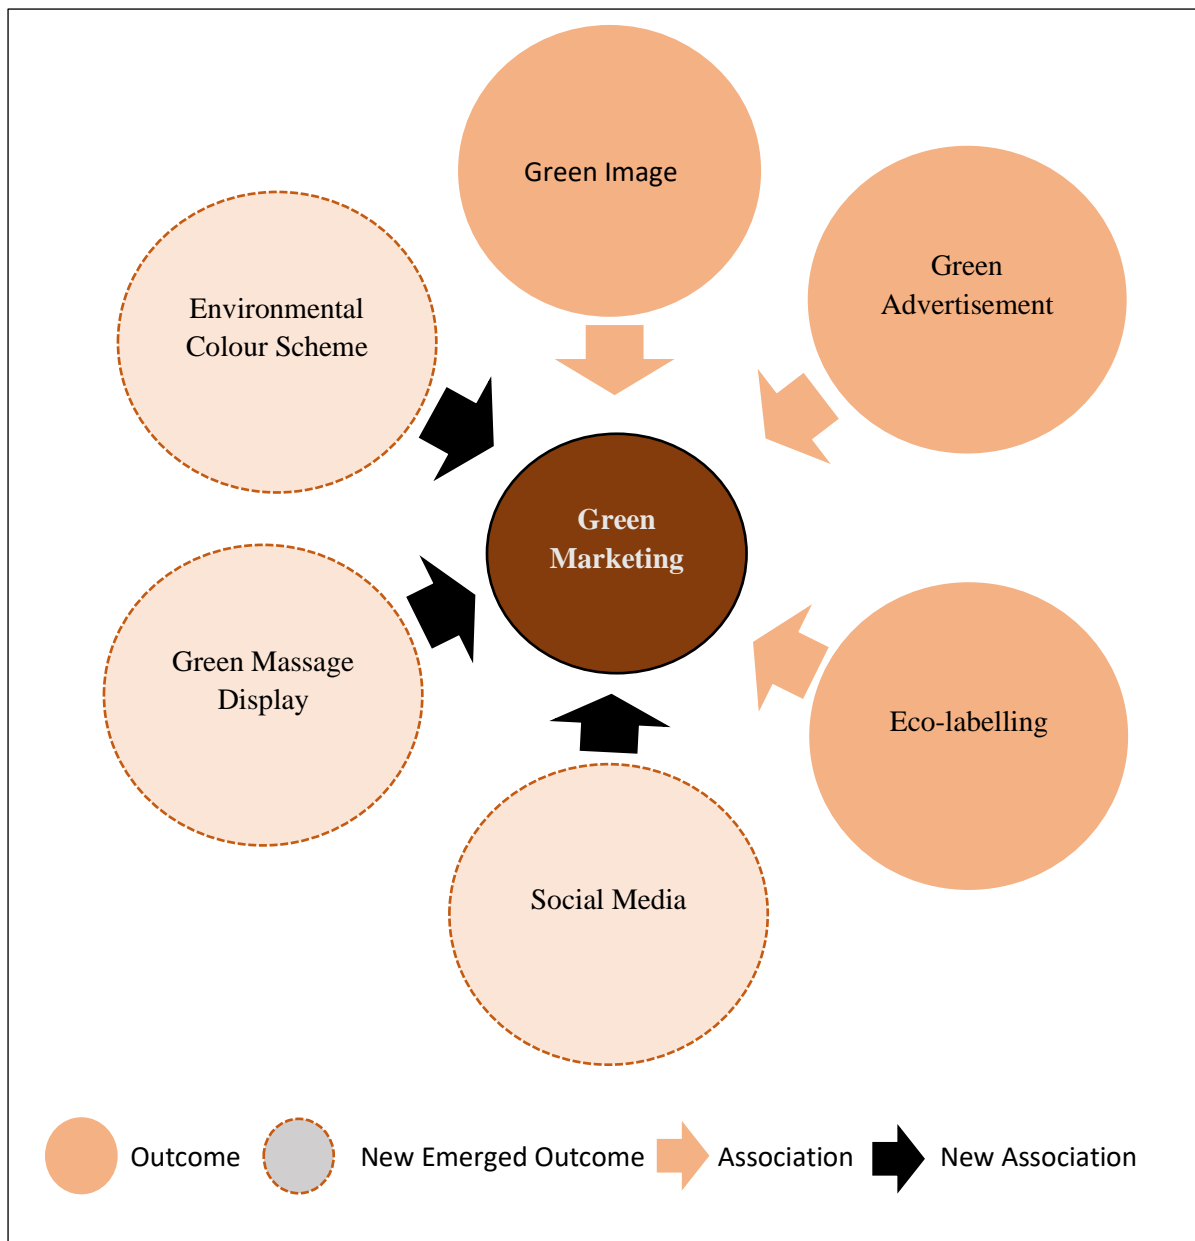 Green Image
Green
Advertisement
Environmental
Colour Scheme
Green
Marketing
Green Massage
Display
Eco-labelling
Social Media
Outcome
New Emerged Outcome
Association
New Association